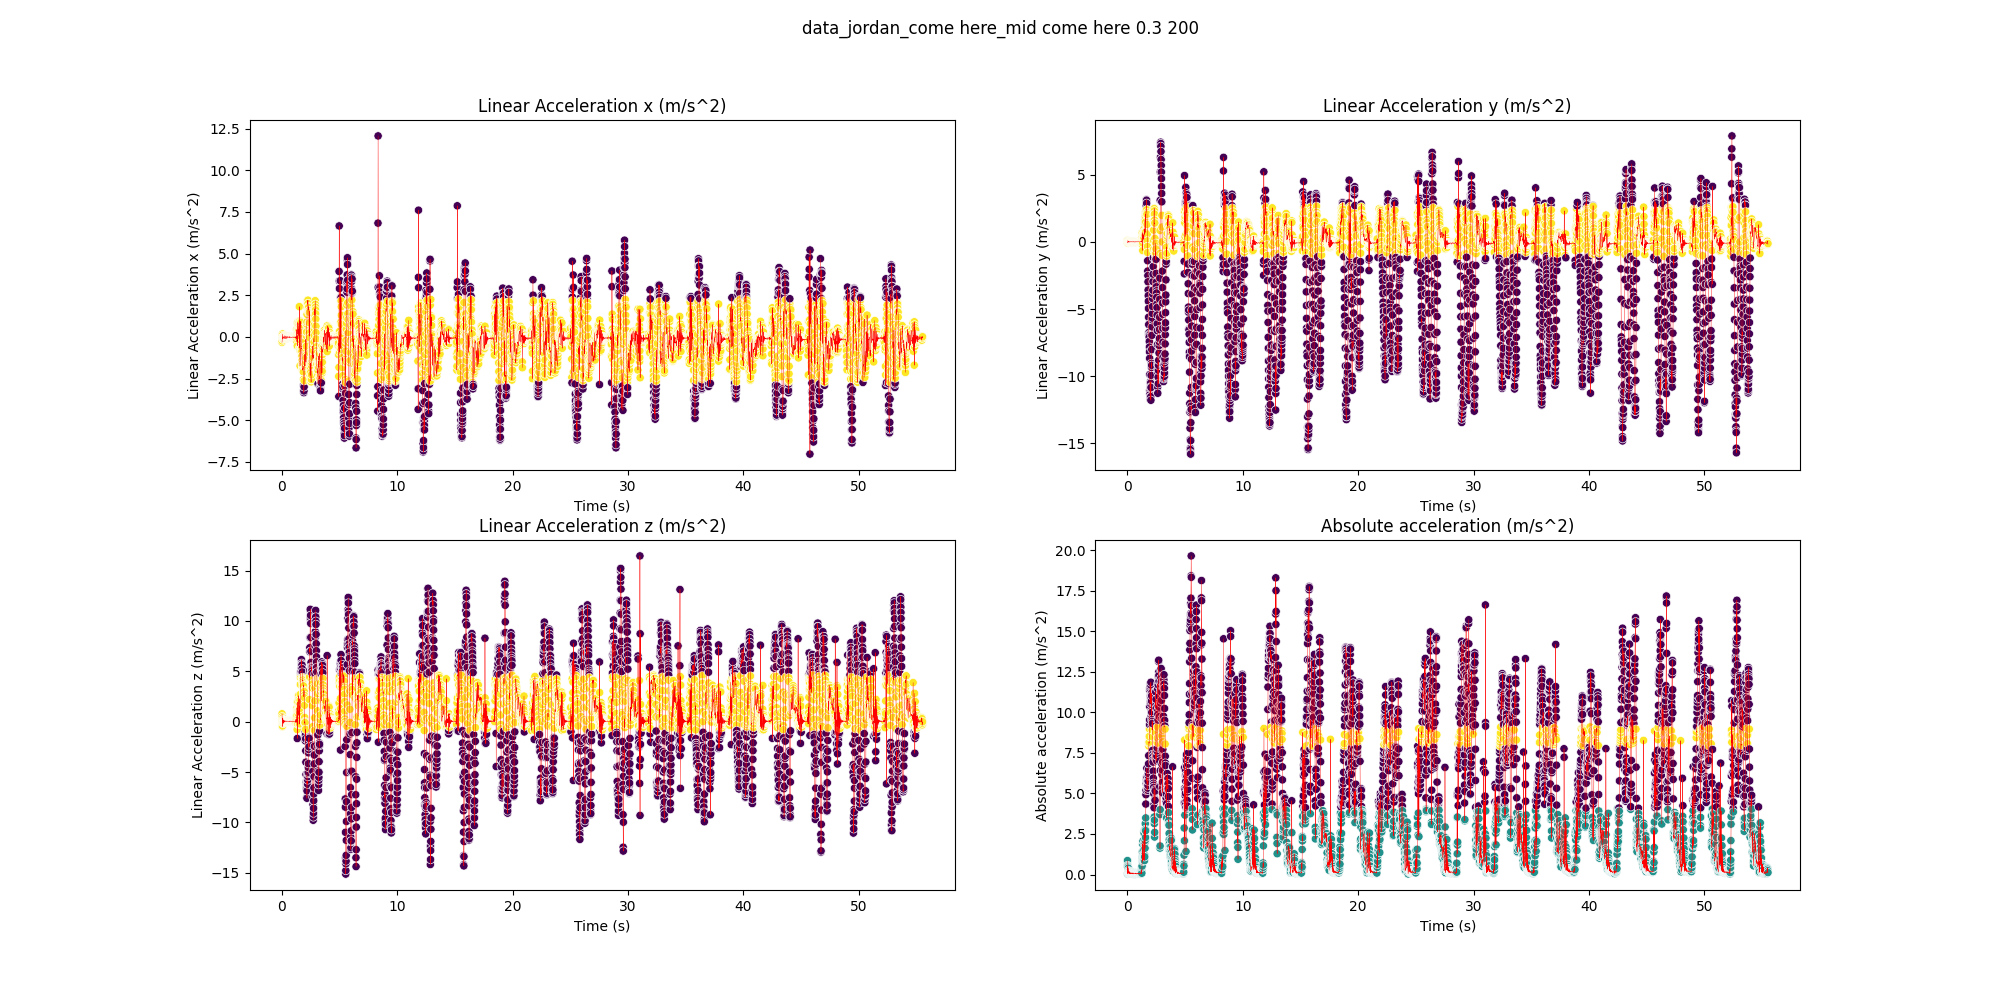 data_jordan_come here_mid come here 0.3 200
Linear Acceleration x (m/s^2)
Linear Acceleration x (m/s^2)
12.5
10.0
7.5
5.0
2.5
0.0
−2.5
−5.0
−7.5
0 10 20 30 40 50
Time (s)
Linear Acceleration y (m/s^2)
Linear Acceleration y (m/s^2)
5
0
−5
−10
−15
0 10 20 30 40 50
Time (s)
Linear Acceleration z (m/s^2)
Linear Acceleration z (m/s^2)
15
10
5
0
−5
−10
−15
0 10 20 30 40 50
Time (s)
Absolute acceleration (m/s^2)
Absolute acceleration (m/s^2)
20.0
17.5
15.0
12.5
10.0
7.5
5.0
2.5
0.0
0 10 20 30 40 50
Time (s)